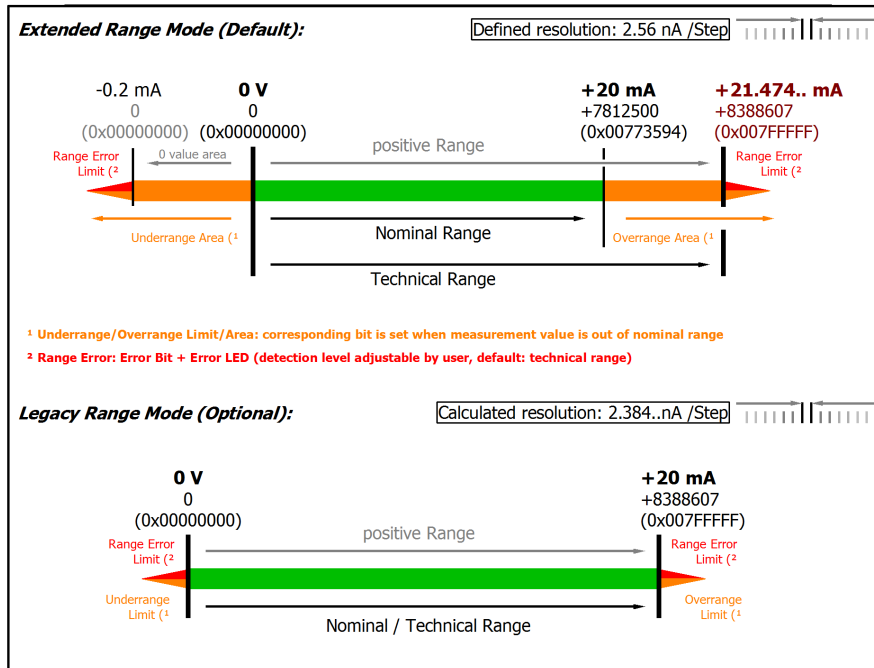 Extended Range Mode (Default):
Defined resolution: 2.56 nA /Step
-0.2 mA
0
(0x00000000)
0 V
0
(0x00000000)
+20 mA
+7812500
(0x00773594)
+21.474.. mA
+8388607
(0x007FFFFF)
Range Error
Limit (²
0 value area
positive Range
Range Error
Limit (²
Underrange Area (¹
Nominal Range
Overrange Area (¹
Technical Range
¹ Underrange/Overrange Limit/Area: corresponding bit is set when measurement value is out of nominal range
² Range Error: Error Bit + Error LED (detection level adjustable by user, default: technical range)
Legacy Range Mode (Optional):
Calculated resolution: 2.384..nA /Step
0 V
0
(0x00000000)
+20 mA
+8388607
(0x007FFFFF)
Range Error
Limit (²
positive Range
Range Error
Limit (²
Underrange
Limit (¹
Overrange
Limit (¹
Nominal / Technical Range